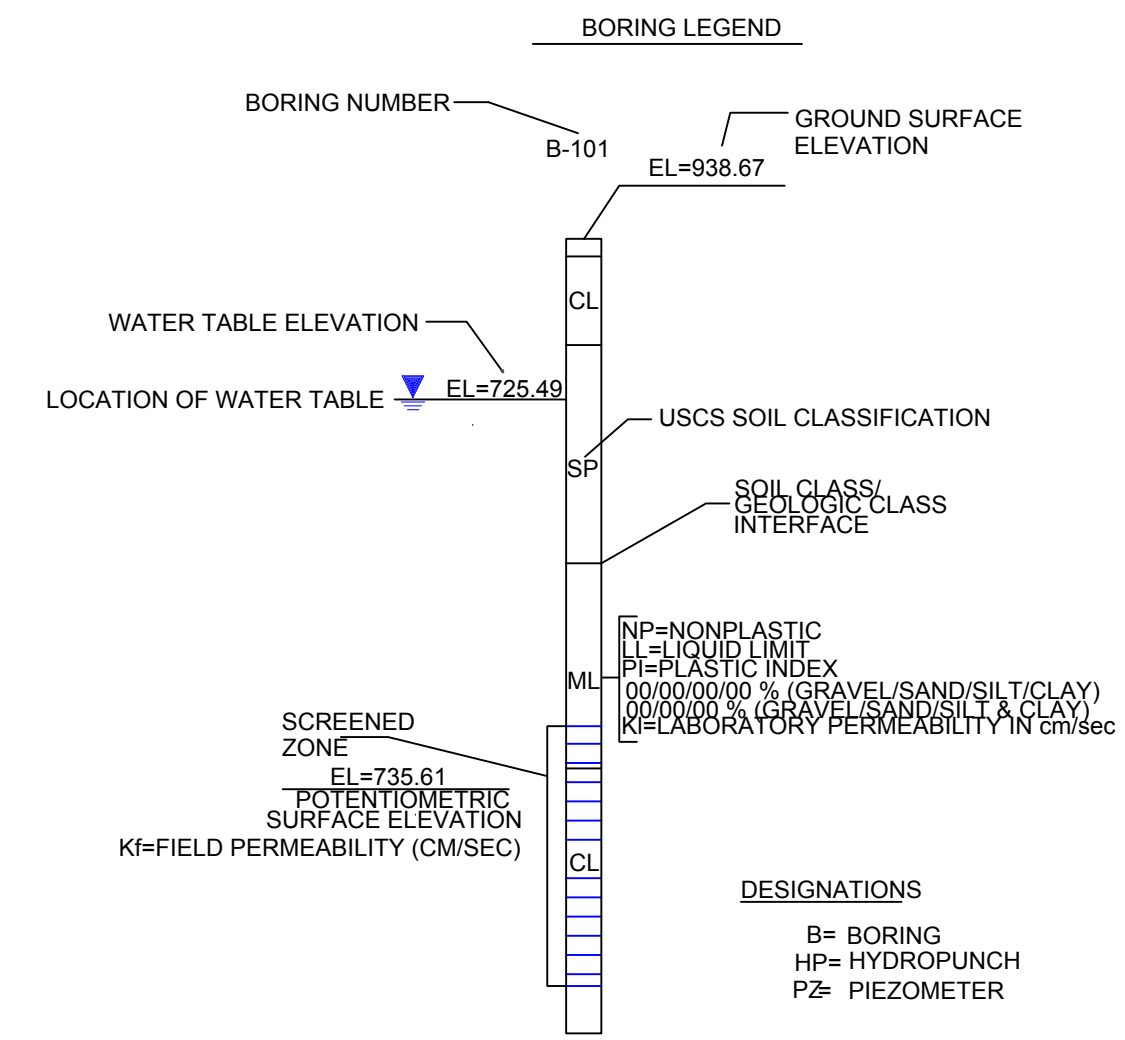 BORING LEGEND
BORING NUMBER
B-101
GROUND SURFACE
ELEVATION
EL=938.67
CL
WATER TABLE ELEVATION
EL=725.49
LOCATION OF WATER TABLE
USCS SOIL CLASSIFICATION
SP
SOIL CLASS/
GEOLOGIC CLASS
INTERFACE
NP=NONPLASTIC
LL=LIQUID LIMIT
PI=PLASTIC INDEX
00/00/00/00 % (GRAVEL/SAND/SILT/CLAY)
00/00/00 % (GRAVEL/SAND/SILT & CLAY)
Kl=LABORATORY PERMEABILITY IN cm/sec
ML
SCREENED
ZONE
EL=735.61
POTENTIOMETRIC
SURFACE ELEVATION
Kf=FIELD PERMEABILITY (CM/SEC)
CL
DESIGNATIONS
B= BORING
HP= HYDROPUNCH
PZ= PIEZOMETER